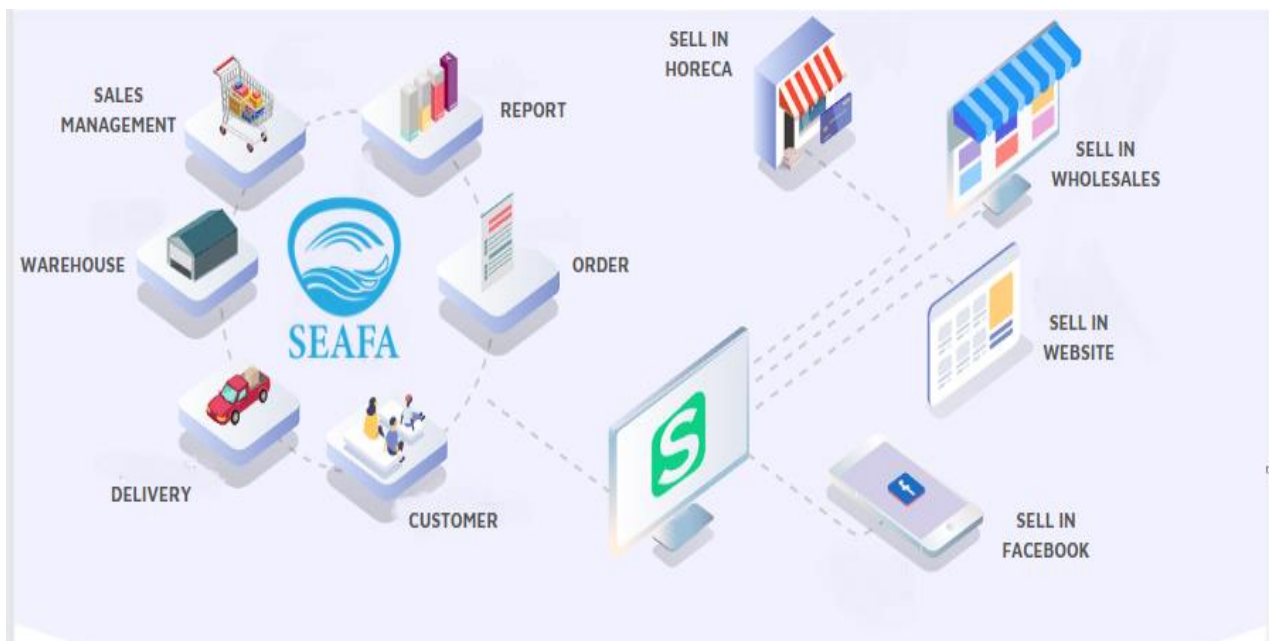 SALES
MANAGEMENT
REPORT
WAREHOUSE
SEAFA
ORDER
DELIVERY
CUSTOMER
S
SELL IN
HORECA
SELL IN
WHOLESALES
SELL IN
WEBSITE
f
SELL IN
FACEBOOK